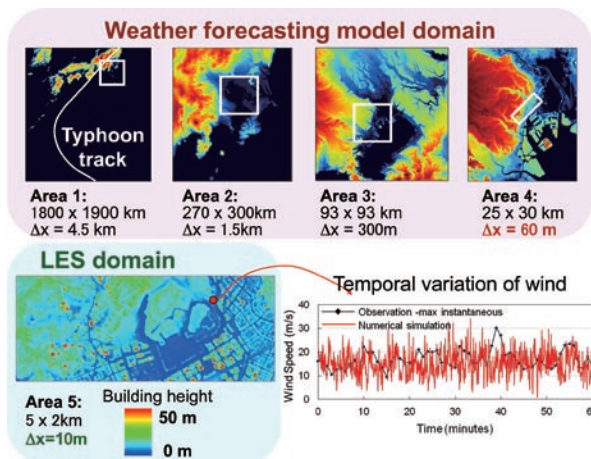 Weather forecasting model domain
Typhoon
track
Area 1:
1800 x 1900 km
Δx = 4.5 km
Area 2:
270 x 300km
Δx = 1.5km
Area 3:
93 x 93 km
Δx = 300m
Area 4:
25 x 30 km
Δx = 60 m
LES domain
Area 5:
5 x 2km
Δx=10m
Building height
50 m
0 m
Temporal variation of wind
Observation -max instantaneous
Numerical simulation
Wind Speed (m/s)
40
30
20
10
0
0 10 20 30 40 50 60
Time (minutes)